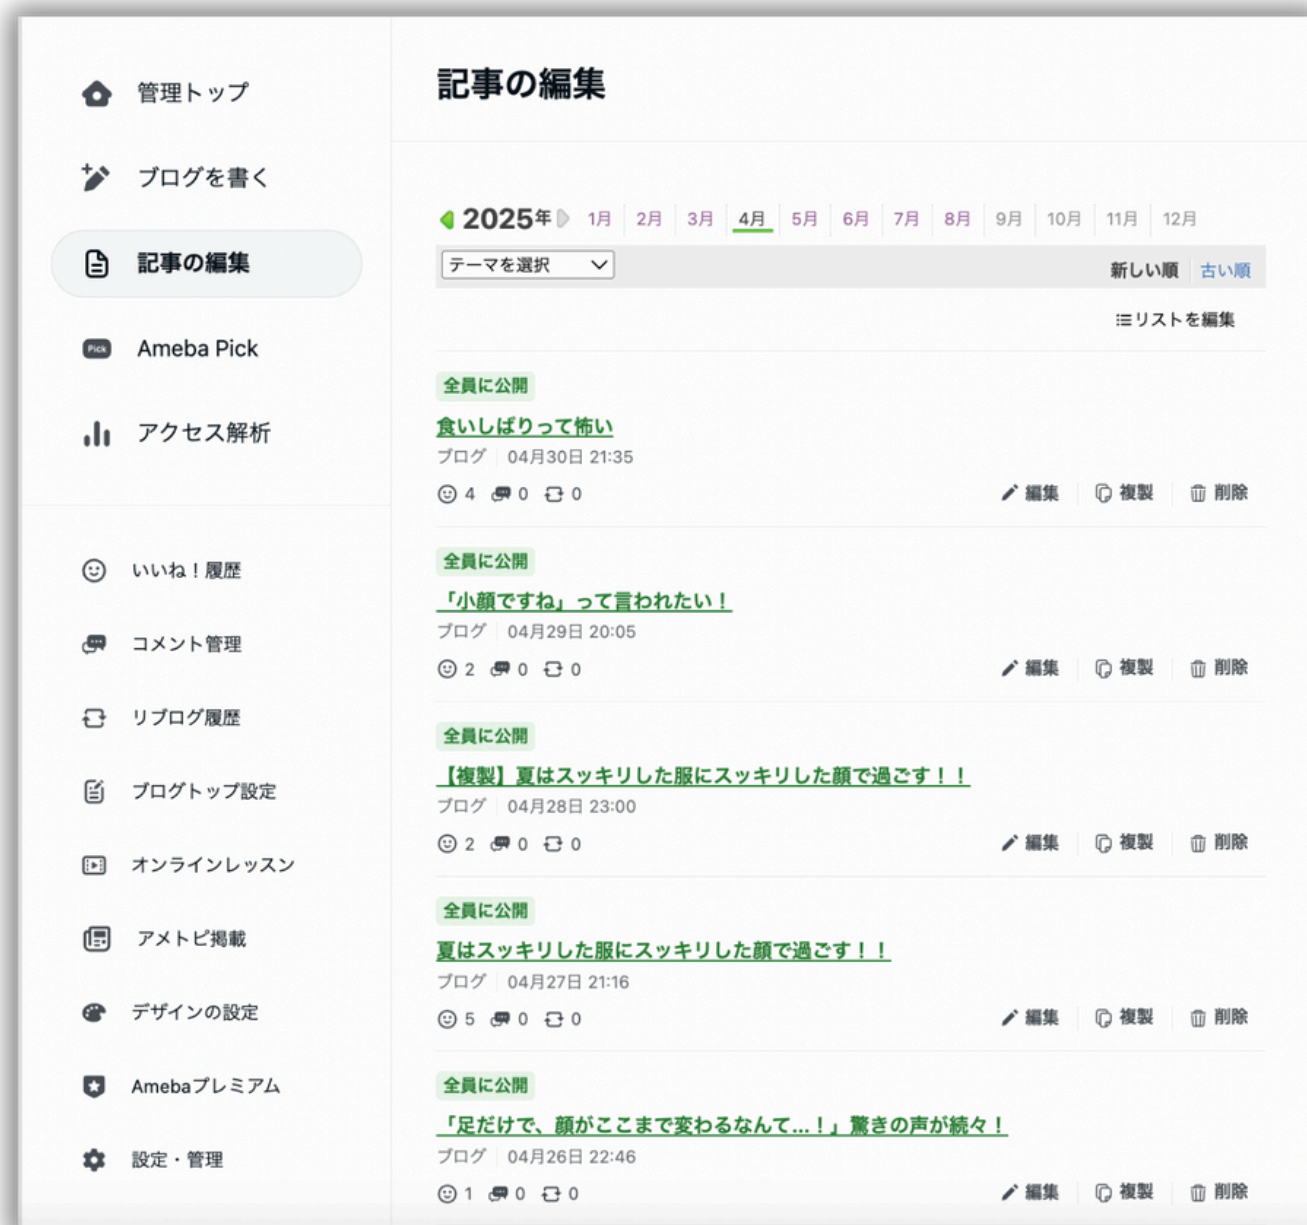 管理トップ
ブログを書く
記事の編集
Pick
Ameba Pick
アクセス解析
いいね！履歴
コメント管理
リブログ履歴
ブログトップ設定
オンラインレッスン
アメトピ掲載
デザインの設定
Amebaプレミアム
設定・管理
記事の編集
2025年 1月 2月 3月 4月 5月 6月 7月 8月 9月 10月 11月 12月
テーマを選択 新しい順 古い順
リストを編集
全員に公開
食いしばりって怖い
ブログ 04月30日 21:35
4 0 0 編集 複製 削除
全員に公開
「小顔ですね」って言われたい！
ブログ 04月29日 20:05
2 0 0 編集 複製 削除
全員に公開
【複製】夏はスッキリした服にスッキリした顔で過ごす！！
ブログ 04月28日 23:00
2 0 0 編集 複製 削除
全員に公開
夏はスッキリした服にスッキリした顔で過ごす！！
ブログ 04月27日 21:16
5 0 0 編集 複製 削除
全員に公開
「足だけで、顔がここまで変わるなんて…！」驚きの声が続々！
ブログ 04月26日 22:46
1 0 0 編集 複製 削除